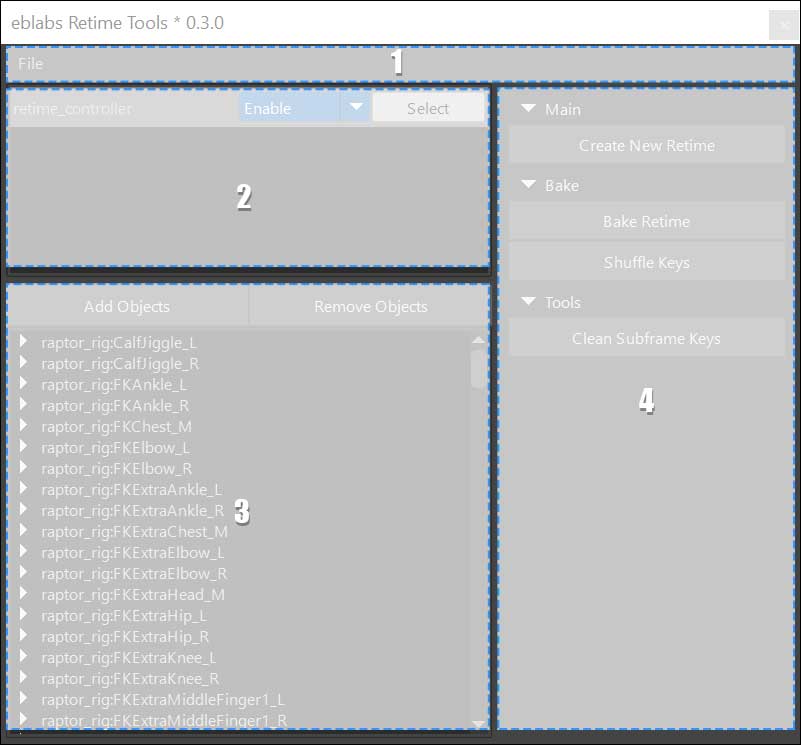 eblabs Retime Tools * 0.3.0
File
1
retime_controller Enable Select
2
Add Objects Remove Objects
raptor_rig:CalfJiggle_L
raptor_rig:CalfJiggle_R
raptor_rig:FKAnkle_L
raptor_rig:FKAnkle_R
raptor_rig:FKChest_M
raptor_rig:FKElbow_L
raptor_rig:FKElbow_R
raptor_rig:FKExtraAnkle_L
raptor_rig:FKExtraAnkle_R
raptor_rig:FKExtraChest_M
raptor_rig:FKExtraElbow_L
raptor_rig:FKExtraElbow_R
raptor_rig:FKExtraHead_M
raptor_rig:FKExtraHip_L
raptor_rig:FKExtraHip_R
raptor_rig:FKExtraKnee_L
raptor_rig:FKExtraKnee_R
raptor_rig:FKExtraMiddleFinger1_L
raptor_rig:FKExtraMiddleFinger1_R
3
Main
Create New Retime
Bake
Bake Retime
Shuffle Keys
Tools
Clean Subframe Keys
4